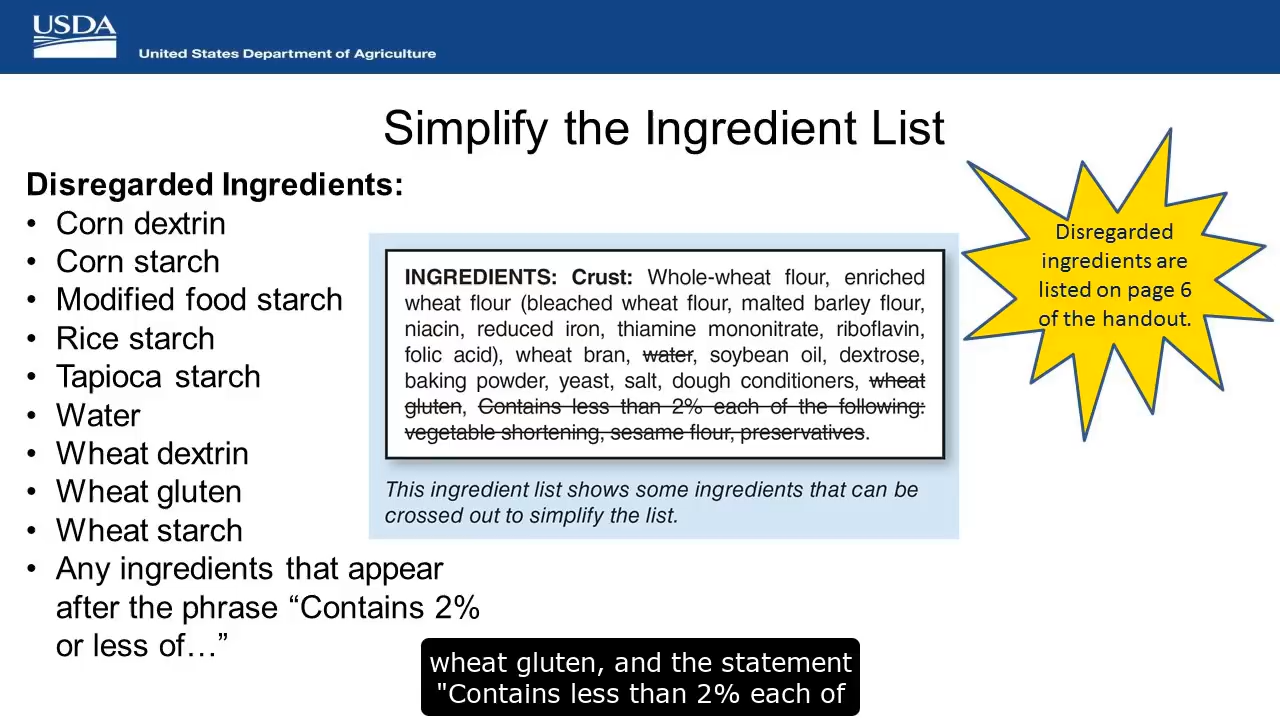 USDA
United States Department of Agriculture
Simplify the Ingredient List
Disregarded Ingredients:
• Corn dextrin
• Corn starch
• Modified food starch
• Rice starch
• Tapioca starch
• Water
• Wheat dextrin
• Wheat gluten
• Wheat starch
• Any ingredients that appear
after the phrase “Contains 2%
or less of…”
INGREDIENTS: Crust: Whole-wheat flour, enriched
wheat flour (bleached wheat flour, malted barley flour,
niacin, reduced iron, thiamine mononitrate, riboflavin,
folic acid), wheat bran, water, soybean oil, dextrose,
baking powder, yeast, salt, dough conditioners, wheat
gluten, Contains less than 2% each of the following:
vegetable shortening, sesame flour, preservatives.
This ingredient list shows some ingredients that can be
crossed out to simplify the list.
Disregarded
ingredients are
listed on page 6
of the handout.
wheat gluten, and the statement
"Contains less than 2% each of